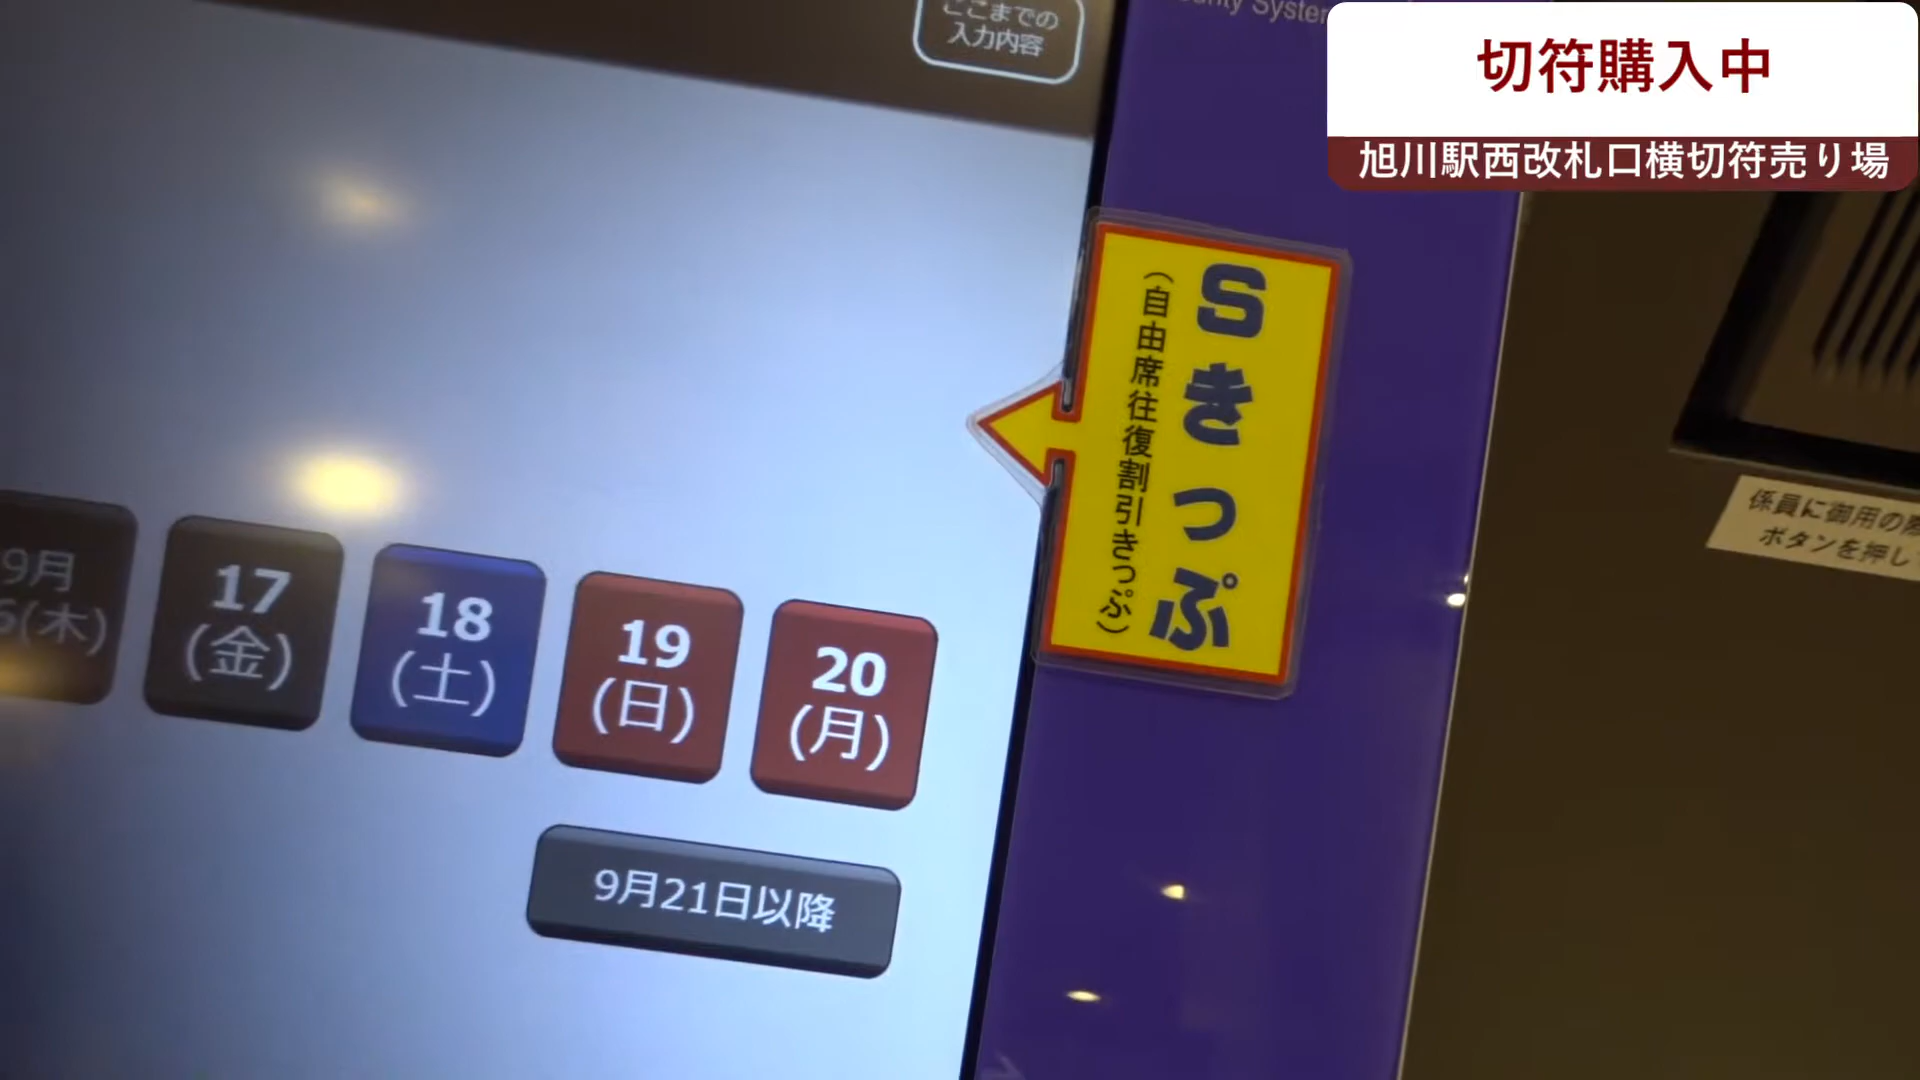 ここまでの
入力内容
切符購入中
旭川駅西改札口横切符売り場
Sきっぷ
(自由席往復割引きっぷ)
係員に御用の
ボタンを押し
9月
6(木)
17
(金)
18
(土)
19
(日)
20
(月)
9月21日以降